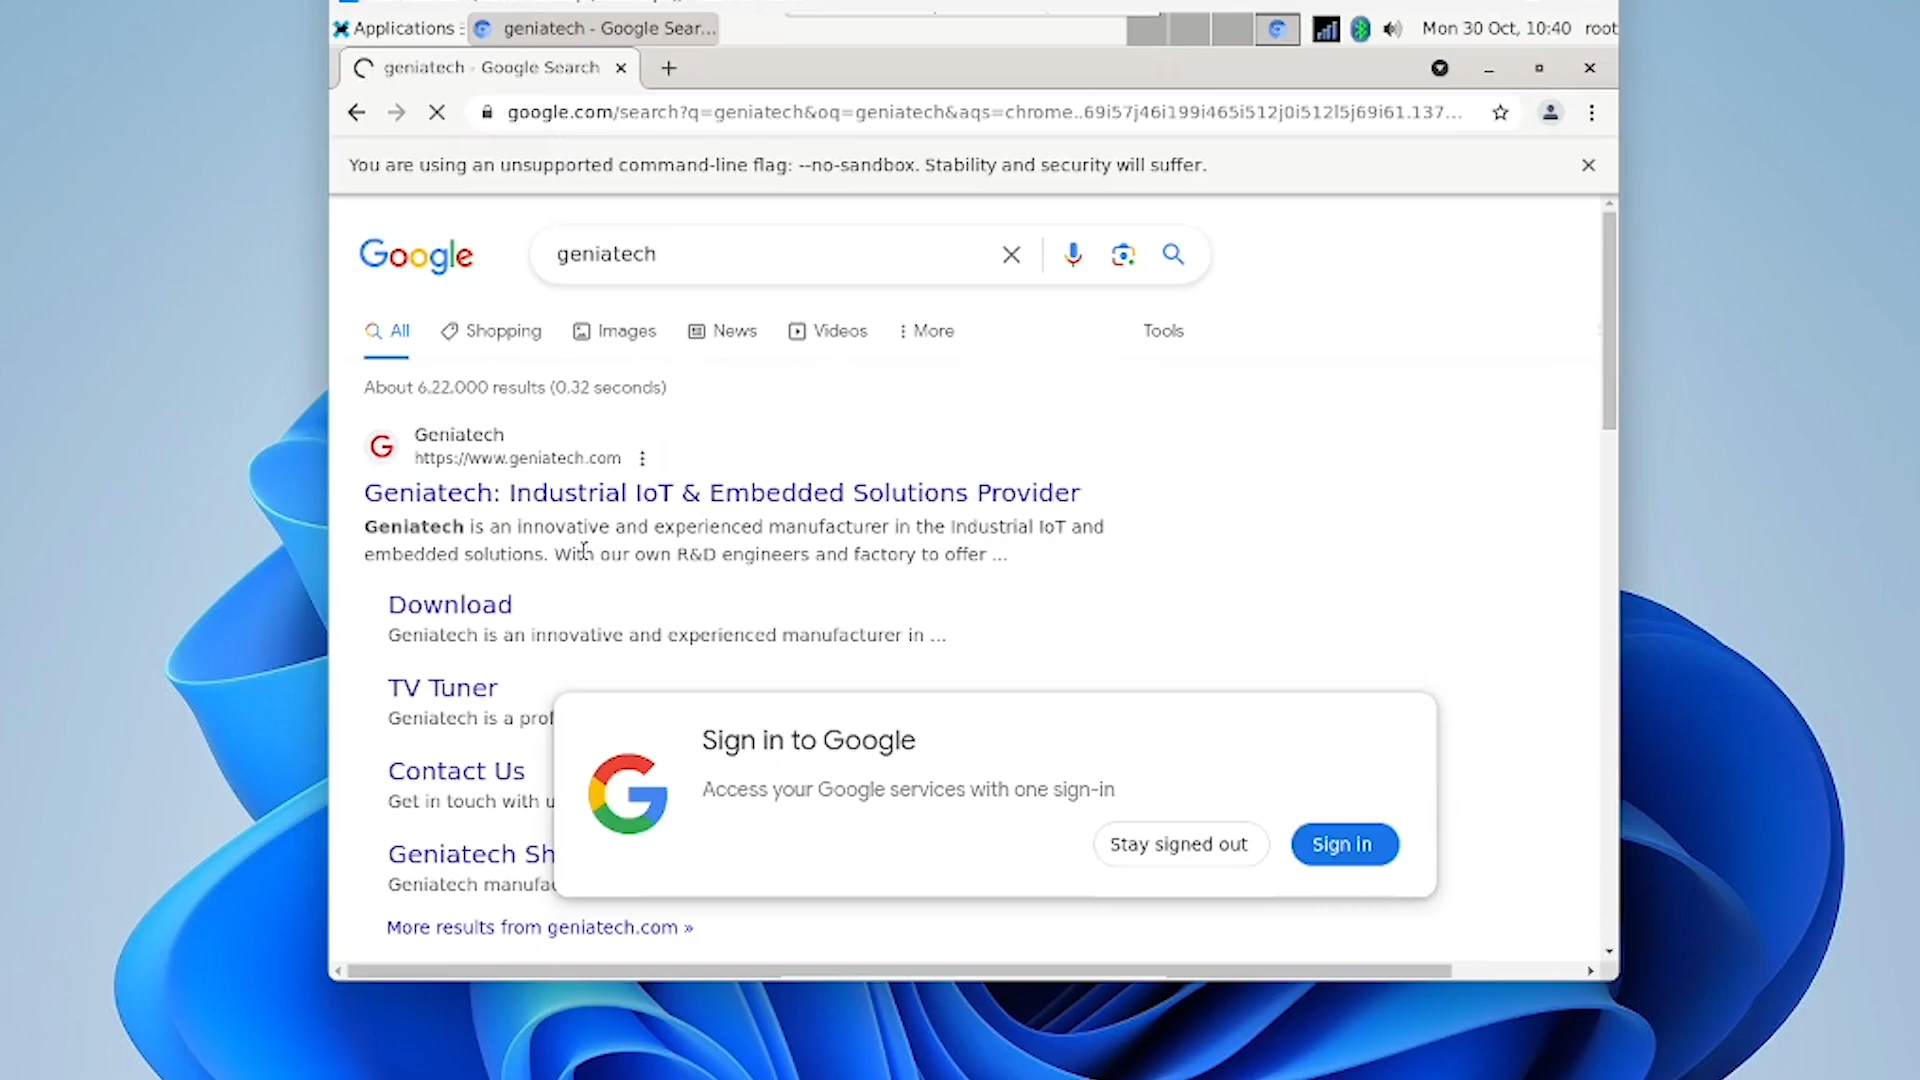 Applications
geniatech - Google Sear...
Mon 30 Oct, 10:40 root
geniatech - Google Search
google.com/search?q=geniatech&oq=geniatech&aqs=chrome..69i57j46i199i465i512j0i512l5j69i61.137...
You are using an unsupported command-line flag: --no-sandbox. Stability and security will suffer.
Google
geniatech
All
Shopping
Images
News
Videos
More
Tools
About 6,22,000 results (0.32 seconds)
G
Geniatech
https://www.geniatech.com
Geniatech: Industrial IoT & Embedded Solutions Provider
Geniatech is an innovative and experienced manufacturer in the Industrial IoT and
embedded solutions. With our own R&D engineers and factory to offer ...
Download
Geniatech is an innovative and experienced manufacturer in ...
TV Tuner
Geniatech is a prof
Contact Us
Get in touch with u
Geniatech Sh
Geniatech manufac
More results from geniatech.com »
G
Sign in to Google
Access your Google services with one sign-in
Stay signed out
Sign in